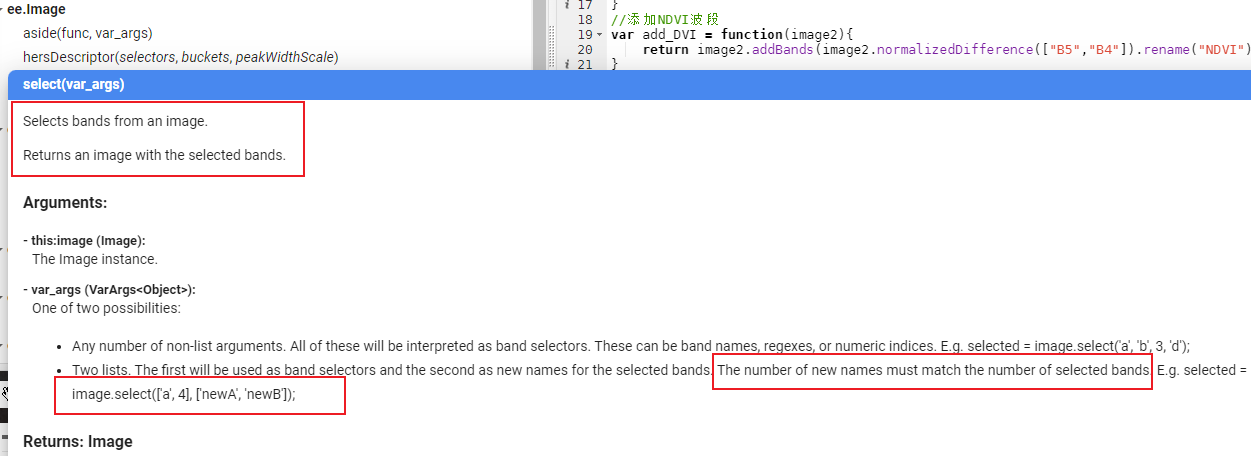 ee.Image
aside(func, var_args)
hersDescriptor(selectors, buckets, peakWidthScale)
i 17 }
18 //添加NDVI波段
19 var add_DVI = function(image2){
20 return image2.addBands(image2.normalizedDifference(["B5","B4"]).rename("NDVI")
i 21 }
select(var_args)
Selects bands from an image.
Returns an image with the selected bands.
Arguments:
- this:image (Image):
The Image instance.
- var_args (VarArgs<Object>):
One of two possibilities:
• Any number of non-list arguments. All of these will be interpreted as band selectors. These can be band names, regexes, or numeric indices. E.g. selected = image.select('a', 'b', 3, 'd');
• Two lists. The first will be used as band selectors and the second as new names for the selected bands. The number of new names must match the number of selected bands. E.g. selected =
image.select(['a', 4], ['newA', 'newB']);
Returns: Image